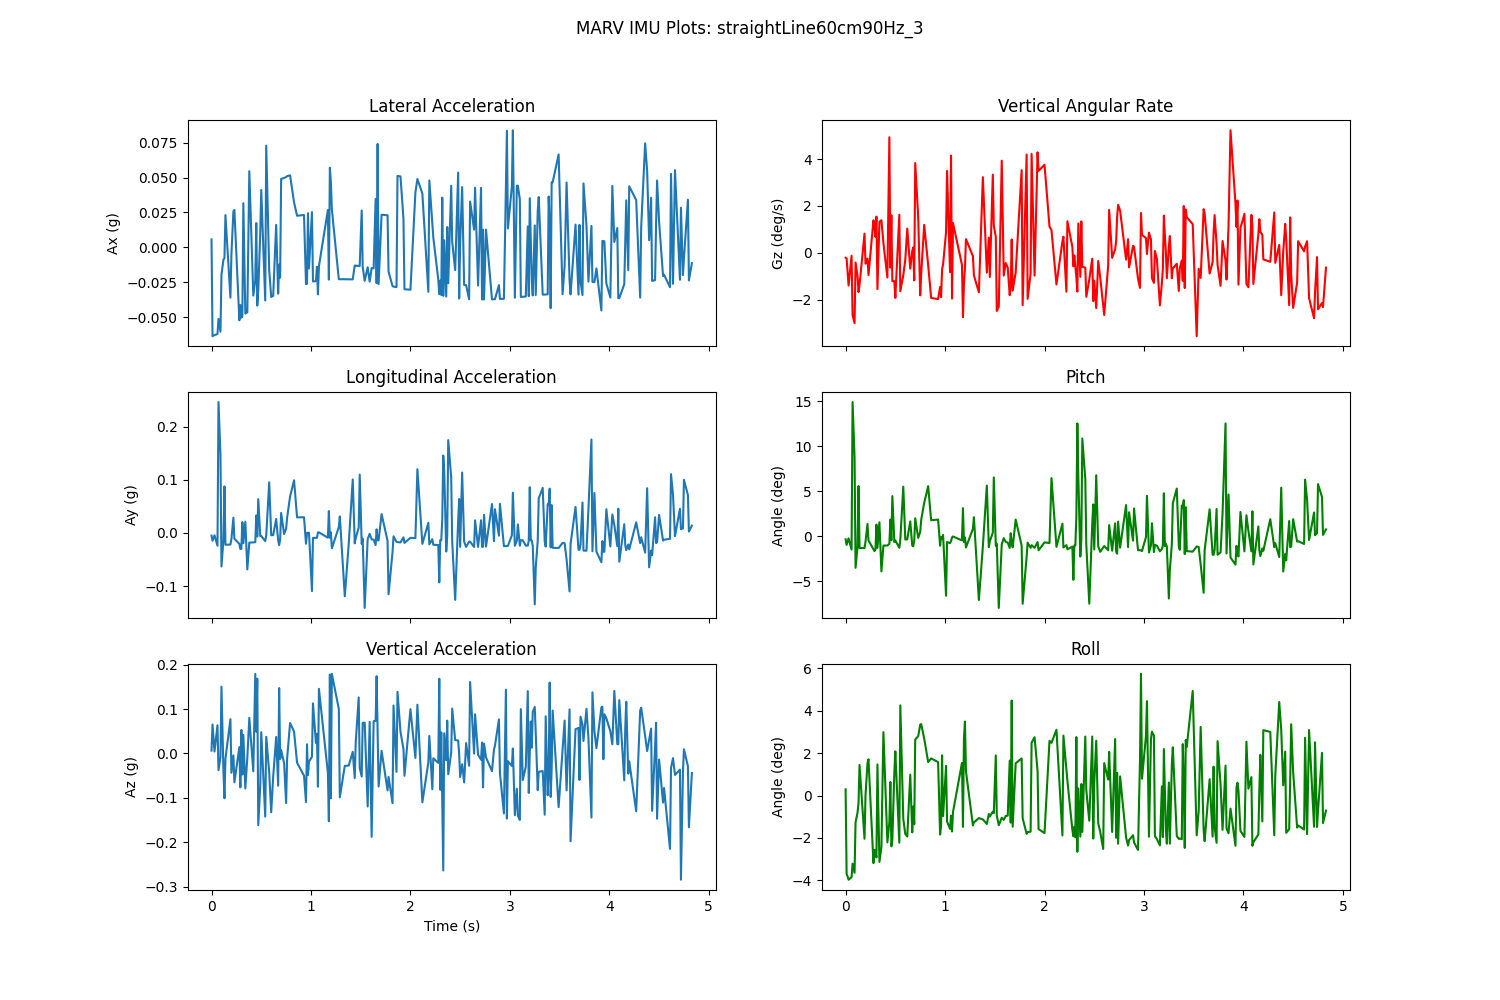 MARV IMU Plots: straightLine60cm90Hz_3
Lateral Acceleration
Ax (g)
0.075
0.050
0.025
0.000
−0.025
−0.050
Vertical Angular Rate
Gz (deg/s)
4
2
0
−2
Longitudinal Acceleration
Ay (g)
0.2
0.1
0.0
−0.1
Pitch
Angle (deg)
15
10
5
0
−5
Vertical Acceleration
Az (g)
0.2
0.1
0.0
−0.1
−0.2
−0.3
0 1 2 3 4 5
Time (s)
Roll
Angle (deg)
6
4
2
0
−2
−4
0 1 2 3 4 5